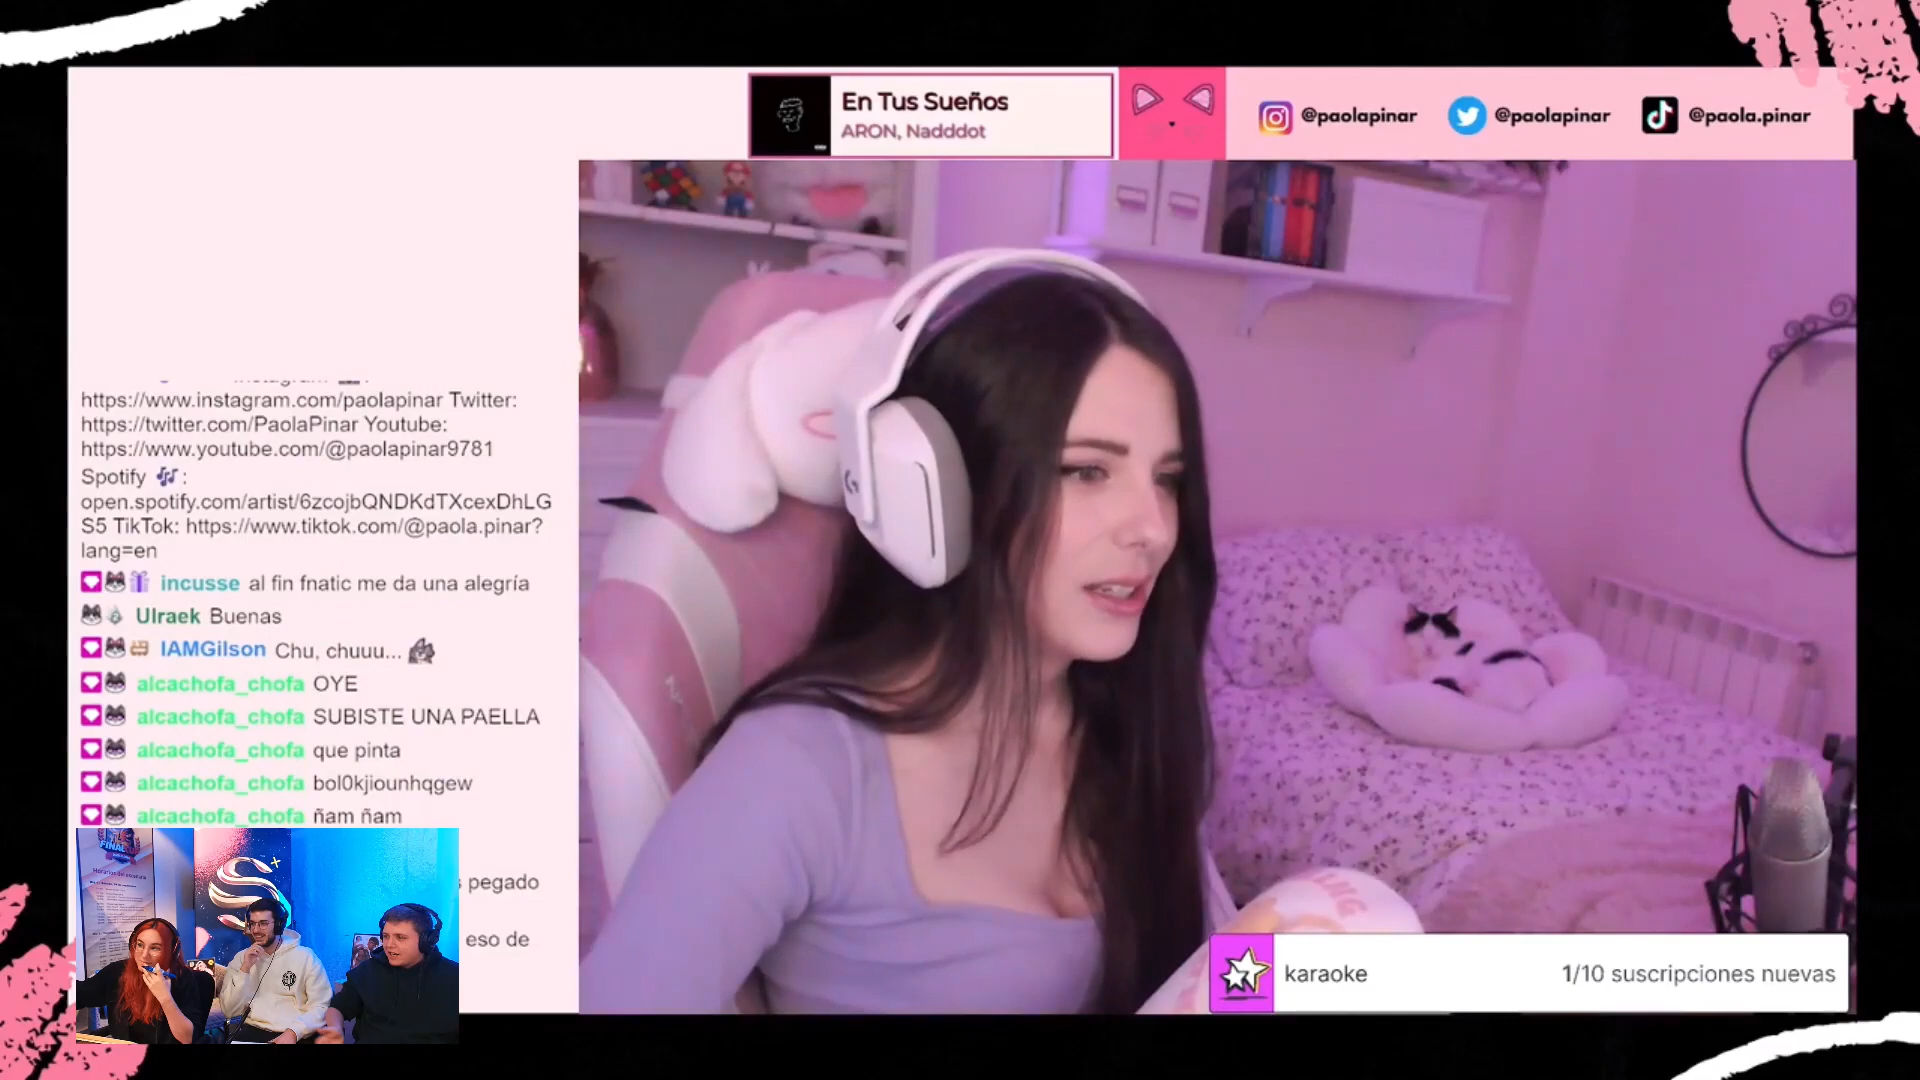 En Tus Sueños
ARON, Nadddot
@paolapinar
@paolapinar
@paola.pinar
https://www.instagram.com/paolapinar Twitter:
https://twitter.com/PaolaPinar Youtube:
https://www.youtube.com/@paolapinar9781
Spotify 🎶:
open.spotify.com/artist/6zcojbQNDKdTXcexDhLG
S5 TikTok: https://www.tiktok.com/@paola.pinar?
lang=en
incusse al fin fnatic me da una alegría
Ulraek Buenas
IAMGilson Chu, chuuu...
alcachofa_chofa OYE
alcachofa_chofa SUBISTE UNA PAELLA
alcachofa_chofa que pinta
alcachofa_chofa bol0kjiounhqgew
alcachofa_chofa ñam ñam
pegado
eso de
karaoke
1/10 suscripciones nuevas